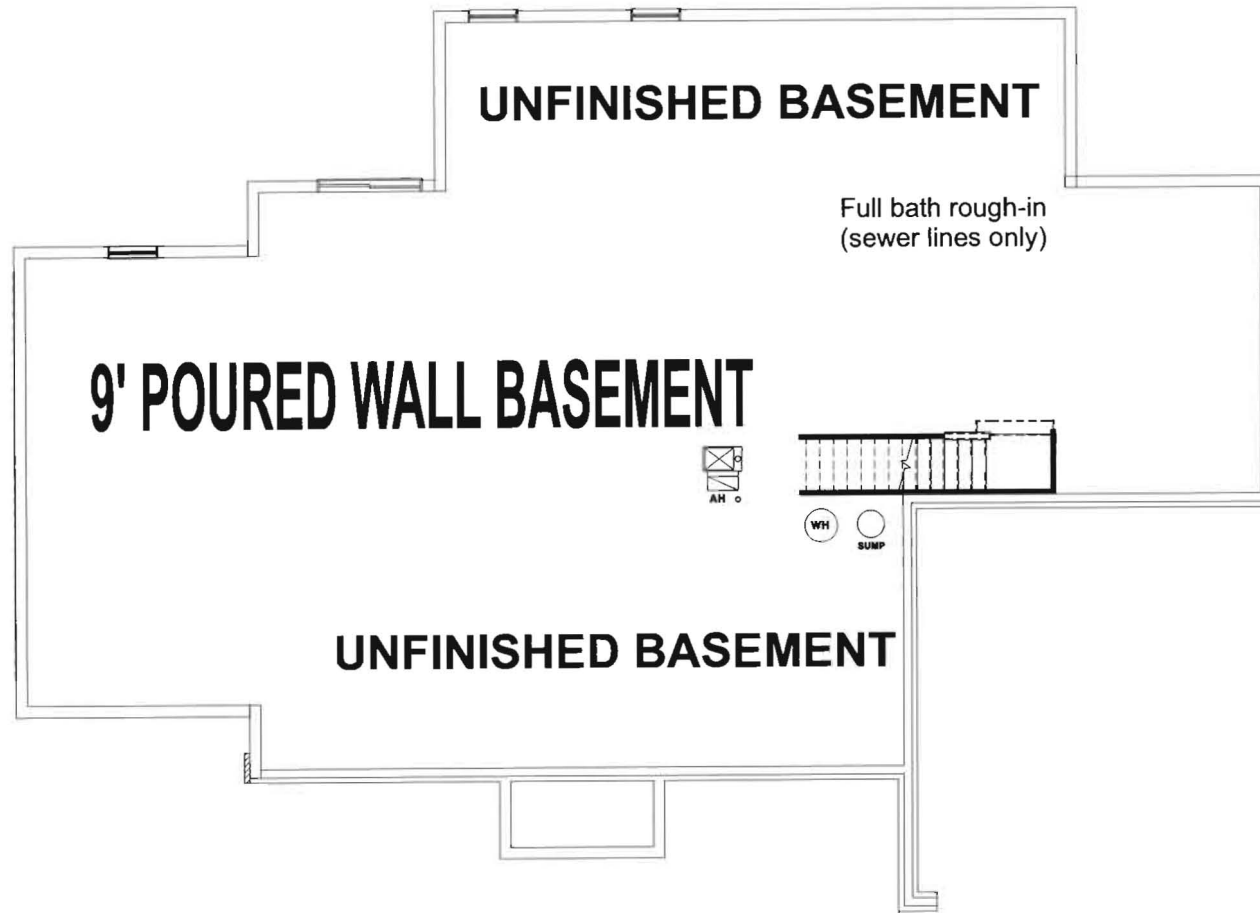 UNFINISHED BASEMENT
Full bath rough-in
(sewer lines only)
9' POURED WALL BASEMENT
AH
WH
SUMP
UNFINISHED BASEMENT